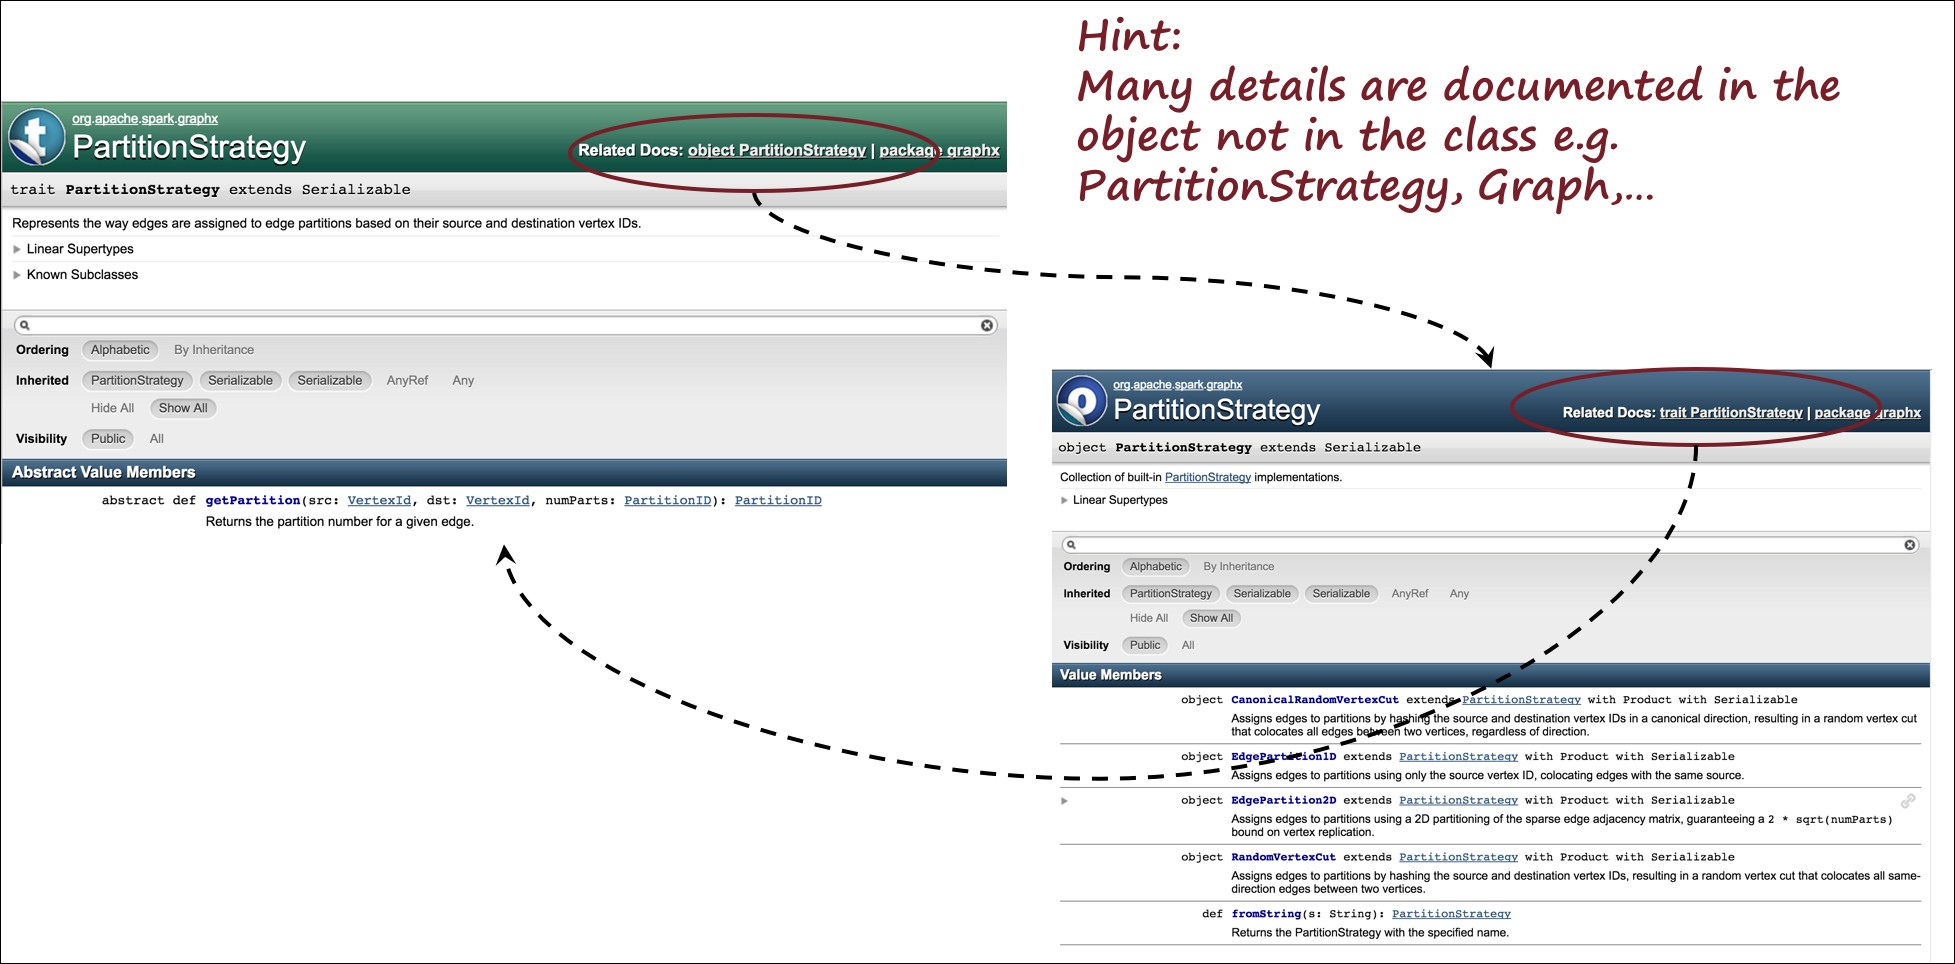 Hint:
Many details are documented in the
object not in the class e.g.
PartitionStrategy, Graph,...
t
org.apache.spark.graphx
PartitionStrategy
Related Docs: object PartitionStrategy | package graphx
trait PartitionStrategy extends Serializable
Represents the way edges are assigned to edge partitions based on their source and destination vertex IDs.
Linear Supertypes
Known Subclasses
Ordering Alphabetic By Inheritance
Inherited PartitionStrategy Serializable Serializable AnyRef Any
Hide All Show All
Visibility Public All
Abstract Value Members
abstract def getPartition(src: VertexId, dst: VertexId, numParts: PartitionID): PartitionID
Returns the partition number for a given edge.
o
org.apache.spark.graphx
PartitionStrategy
Related Docs: trait PartitionStrategy | package graphx
object PartitionStrategy extends Serializable
Collection of built-in PartitionStrategy implementations.
Linear Supertypes
Ordering Alphabetic By Inheritance
Inherited PartitionStrategy Serializable Serializable AnyRef Any
Hide All Show All
Visibility Public All
Value Members
object CanonicalRandomVertexCut extends PartitionStrategy with Product with Serializable
Assigns edges to partitions by hashing the source and destination vertex IDs in a canonical direction, resulting in a random vertex cut
that colocates all edges between two vertices, regardless of direction.
object EdgePartition1D extends PartitionStrategy with Product with Serializable
Assigns edges to partitions using only the source vertex ID, colocating edges with the same source.
object EdgePartition2D extends PartitionStrategy with Product with Serializable
Assigns edges to partitions using a 2D partitioning of the sparse edge adjacency matrix, guaranteeing a 2 * sqrt(numParts)
bound on vertex replication.
object RandomVertexCut extends PartitionStrategy with Product with Serializable
Assigns edges to partitions by hashing the source and destination vertex IDs, resulting in a random vertex cut that colocates all same-
direction edges between two vertices.
def fromString(s: String): PartitionStrategy
Returns the PartitionStrategy with the specified name.